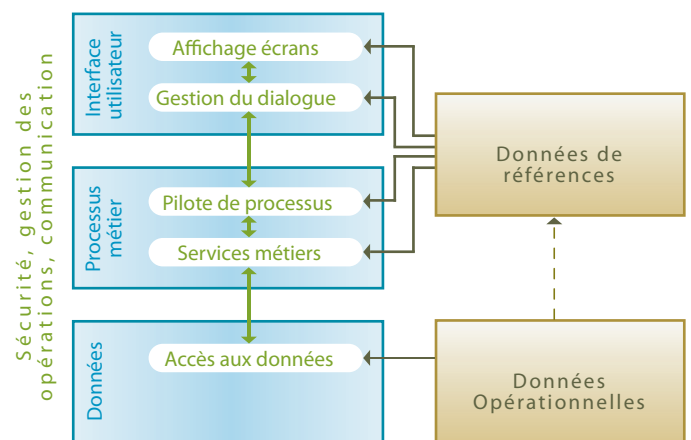 Sécurité, gestion des
opérations, communication
Interface
utilisateur
Affichage écrans
Gestion du dialogue
Processus
métier
Pilote de processus
Services métiers
Données
Accès aux données
Données de
références
Données
Opérationnelles